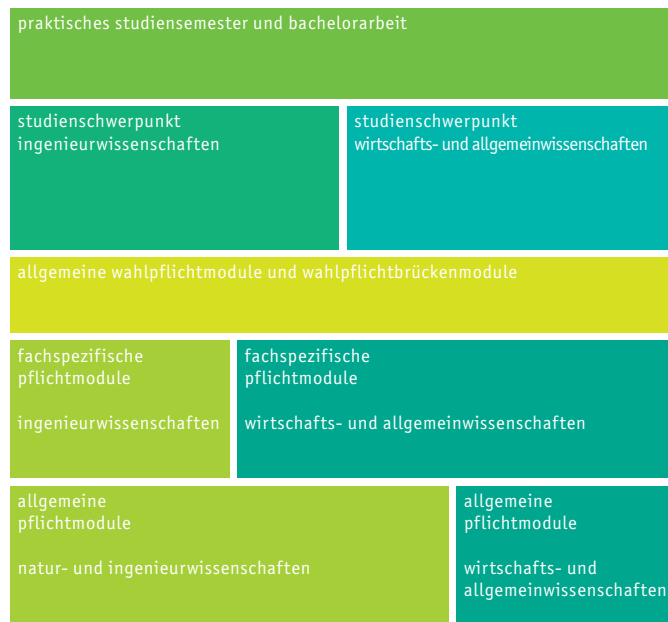 praktisches studiensemester und bachelorarbeit
studienschwerpunkt
ingenieurwissenschaften
studienschwerpunkt
wirtschafts- und allgemeinwissenschaften
allgemeine wahlpflichtmodule und wahlpflichtbrückenmodule
fachspezifische
pflichtmodule
ingenieurwissenschaften
fachspezifische
pflichtmodule
wirtschafts- und allgemeinwissenschaften
allgemeine
pflichtmodule
natur- und ingenieurwissenschaften
allgemeine
pflichtmodule
wirtschafts- und
allgemeinwissenschaften